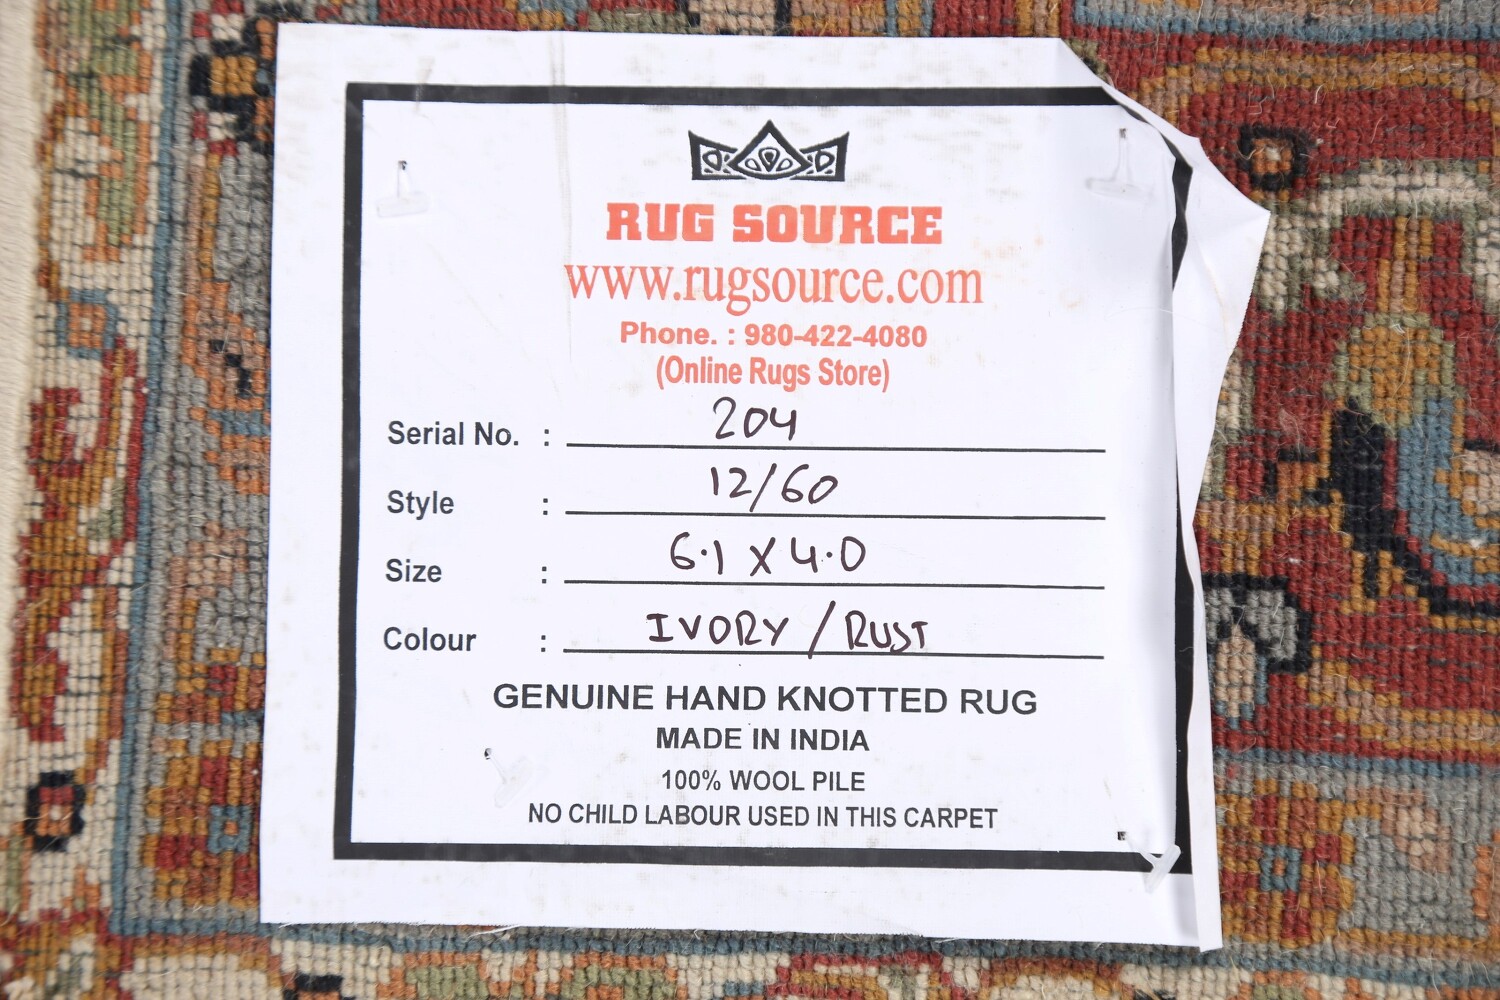 RUG SOURCE
www.rugsource.com
Phone. : 980-422-4080
(Online Rugs Store)
Serial No. : 204
Style : 12/60
Size : 6.1 X 4.0
Colour : IVORY / RUST
GENUINE HAND KNOTTED RUG
MADE IN INDIA
100% WOOL PILE
NO CHILD LABOUR USED IN THIS CARPET